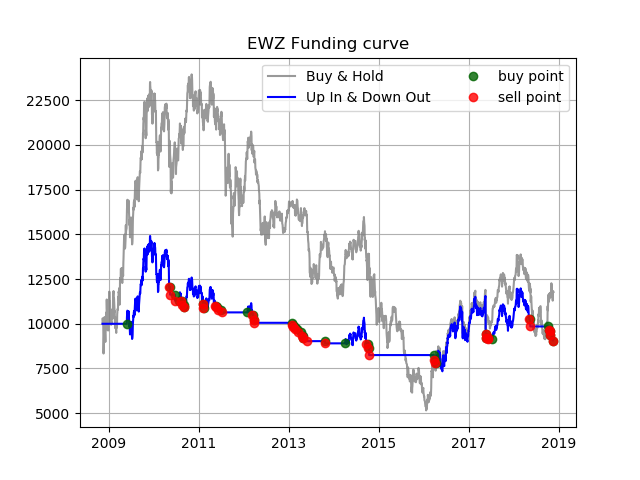 EWZ Funding curve
Buy & Hold
Up In & Down Out
buy point
sell point
22500
20000
17500
15000
12500
10000
7500
5000
2009 2011 2013 2015 2017 2019